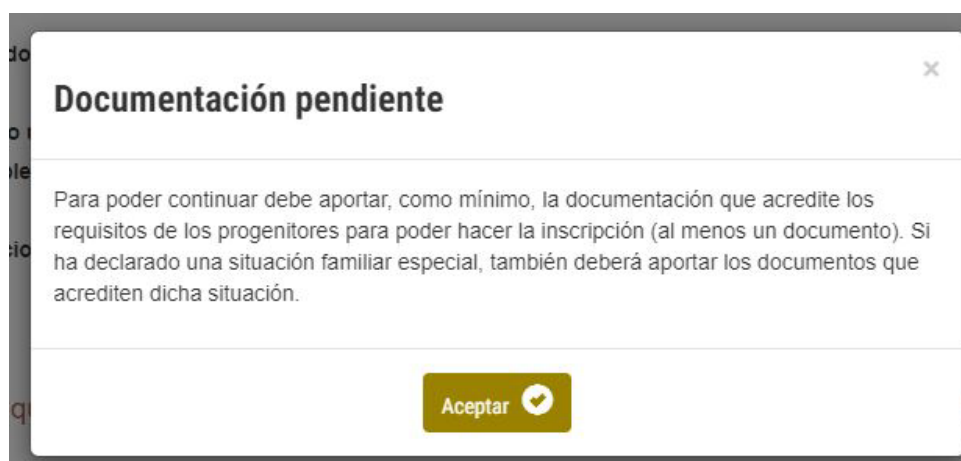 do
Documentación pendiente
×
Para poder continuar debe aportar, como mínimo, la documentación que acredite los
requisitos de los progenitores para poder hacer la inscripción (al menos un documento). Si
ha declarado una situación familiar especial, también deberá aportar los documentos que
acrediten dicha situación.
Aceptar